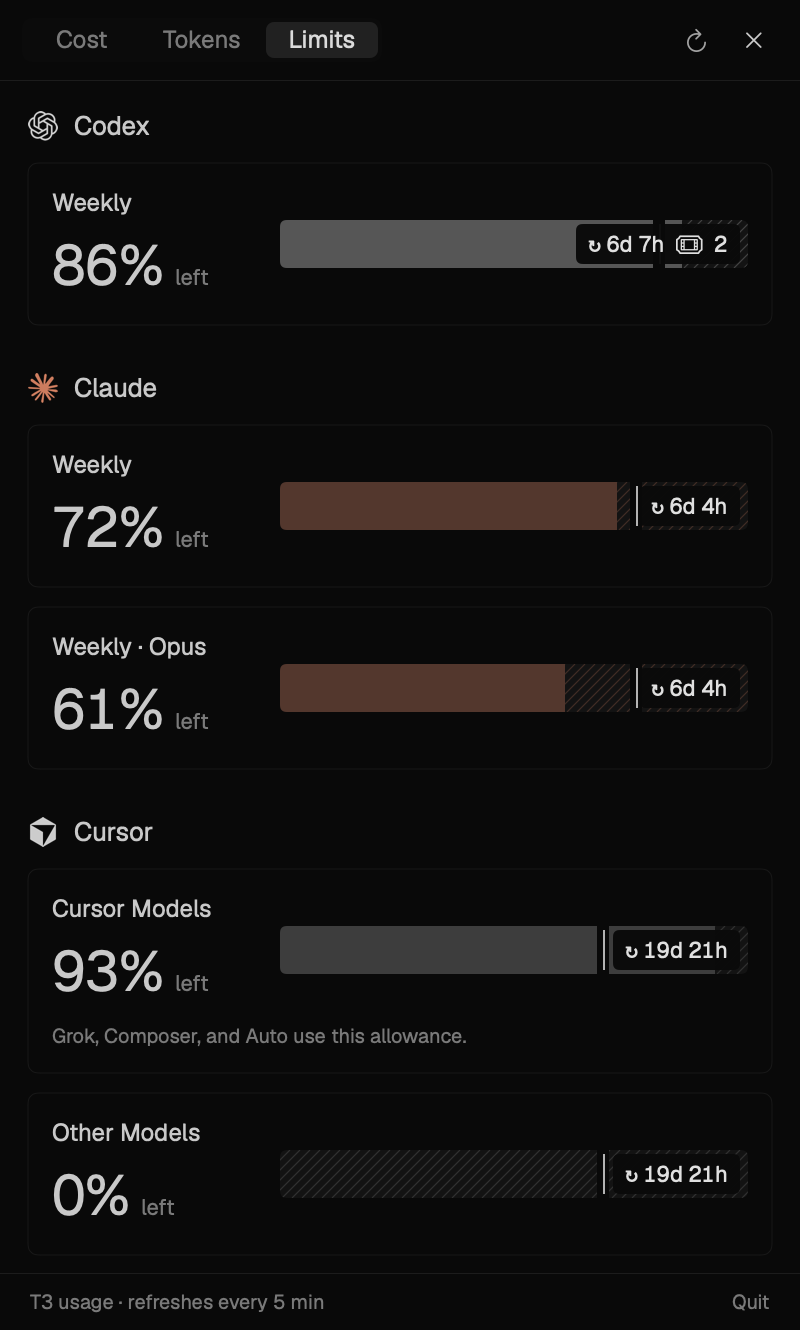 Cost Tokens Limits
Codex
Weekly
86% left
↻ 6d 7h 2
Claude
Weekly
72% left
↻ 6d 4h
Weekly · Opus
61% left
↻ 6d 4h
Cursor
Cursor Models
93% left
↻ 19d 21h
Grok, Composer, and Auto use this allowance.
Other Models
0% left
↻ 19d 21h
T3 usage · refreshes every 5 min Quit